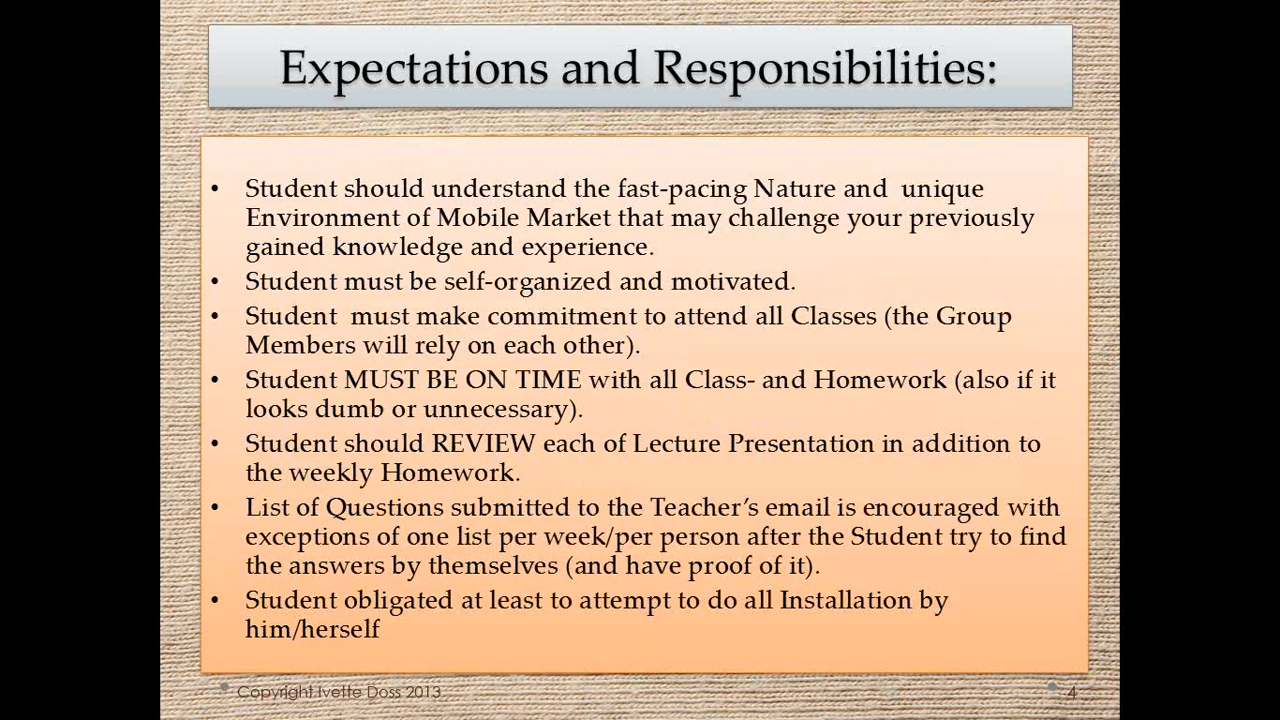 Expectations and Responsibilities:
• Student should understand the fast-pacing Nature and  unique
Environment of Mobile Market that may challenge your previously
gained knowledge and experience.
• Student must be self-organized and motivated.
• Student  must make commitment to attend all Classes (the Group
Members will rely on each other).
• Student MUST BE ON TIME with all Class- and Homework (also if it
looks dumb or unnecessary).
• Student should REVIEW each of Lecture Presentation in addition to
the weekly Homework.
• List of Questions submitted to the Teacher’s email is encouraged with
exceptions of one list per week/per person after the Student try to find
the answers by themselves (and have proof of it).
• Student obligated at least to attempt to do all Installation by
him/herself
• Copyright Ivette Doss 2013
• 4